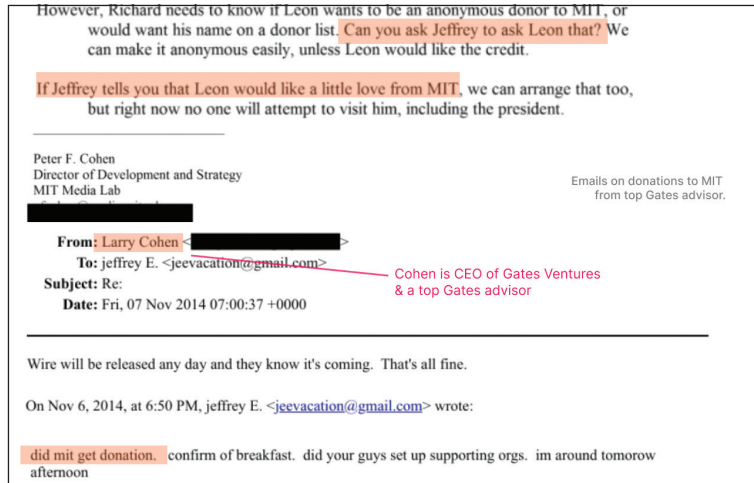 However, Richard needs to know if Leon wants to be an anonymous donor to MIT, or
would want his name on a donor list. Can you ask Jeffrey to ask Leon that? We
can make it anonymous easily, unless Leon would like the credit.
If Jeffrey tells you that Leon would like a little love from MIT, we can arrange that too,
but right now no one will attempt to visit him, including the president.
Peter F. Cohen
Director of Development and Strategy
MIT Media Lab
Emails on donations to MIT
from top Gates advisor.
From: Larry Cohen < >
To: jeffrey E. <jeevacation@gmail.com>
Cohen is CEO of Gates Ventures
& a top Gates advisor
Subject: Re:
Date: Fri, 07 Nov 2014 07:00:37 +0000
Wire will be released any day and they know it's coming. That's all fine.
On Nov 6, 2014, at 6:50 PM, jeffrey E. <jeevacation@gmail.com> wrote:
did mit get donation. confirm of breakfast. did your guys set up supporting orgs. im around tomorow
afternoon